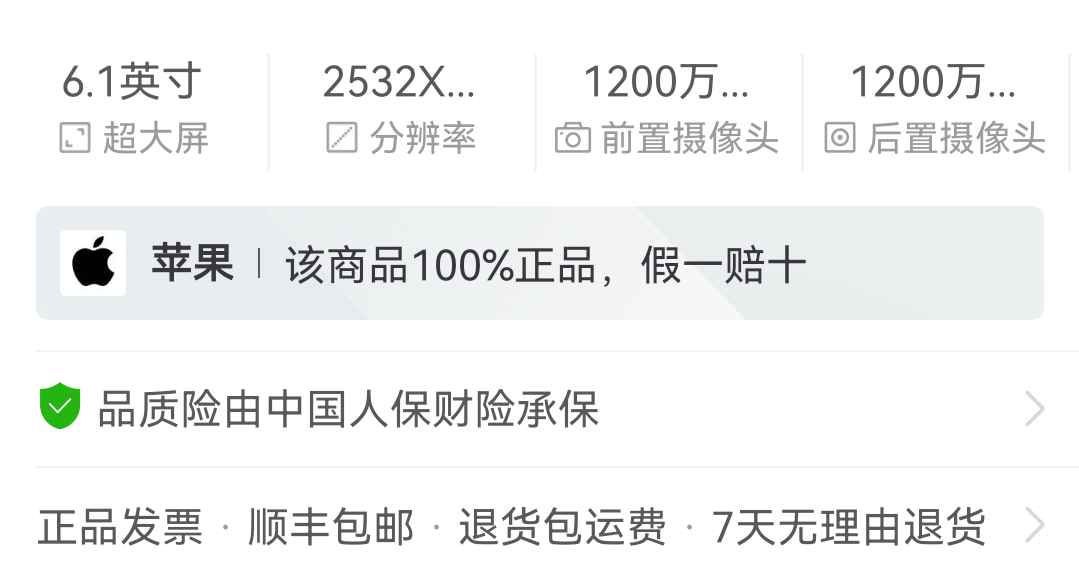 6.1英寸 2532X... 1200万... 1200万...
超大屏 分辨率 前置摄像头 后置摄像头
苹果 | 该商品100%正品，假一赔十
品质险由中国人保财险承保
正品发票 · 顺丰包邮 · 退货包运费 · 7天无理由退货